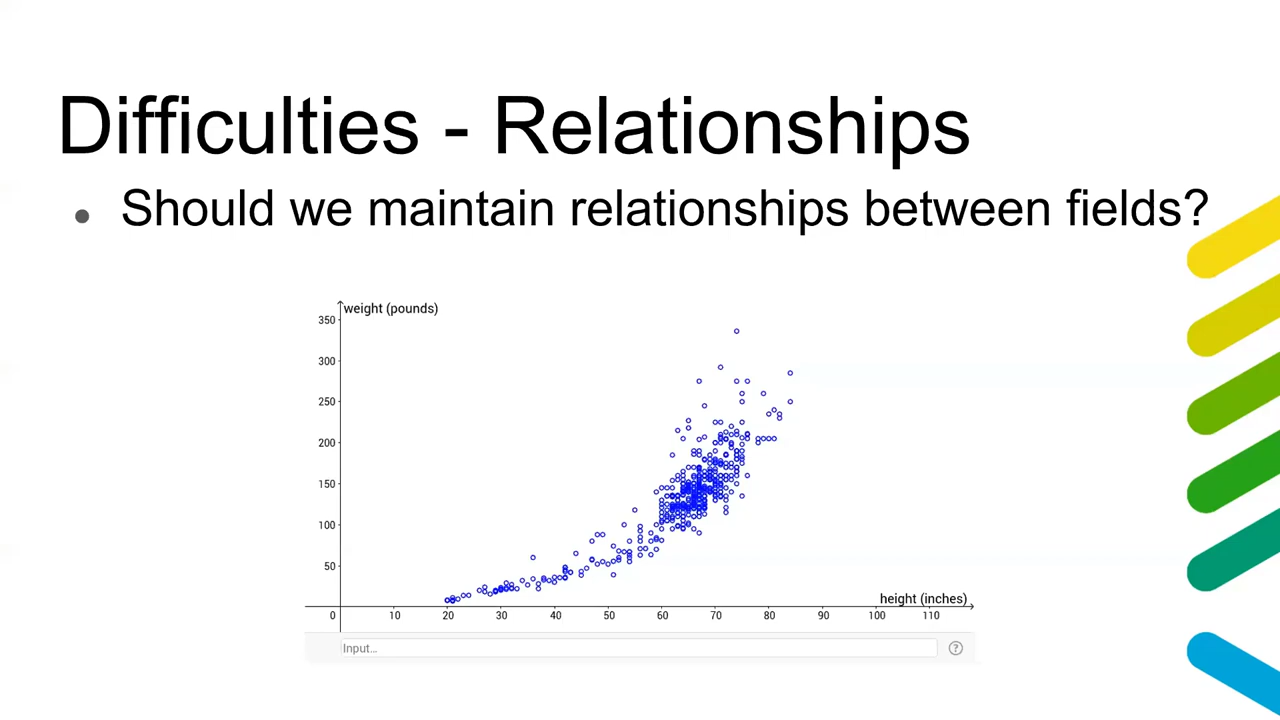 Difficulties - Relationships
● Should we maintain relationships between fields?
weight (pounds)
350
300
250
200
150
100
50
height (inches)
0 10 20 30 40 50 60 70 80 90 100 110
Input...
?